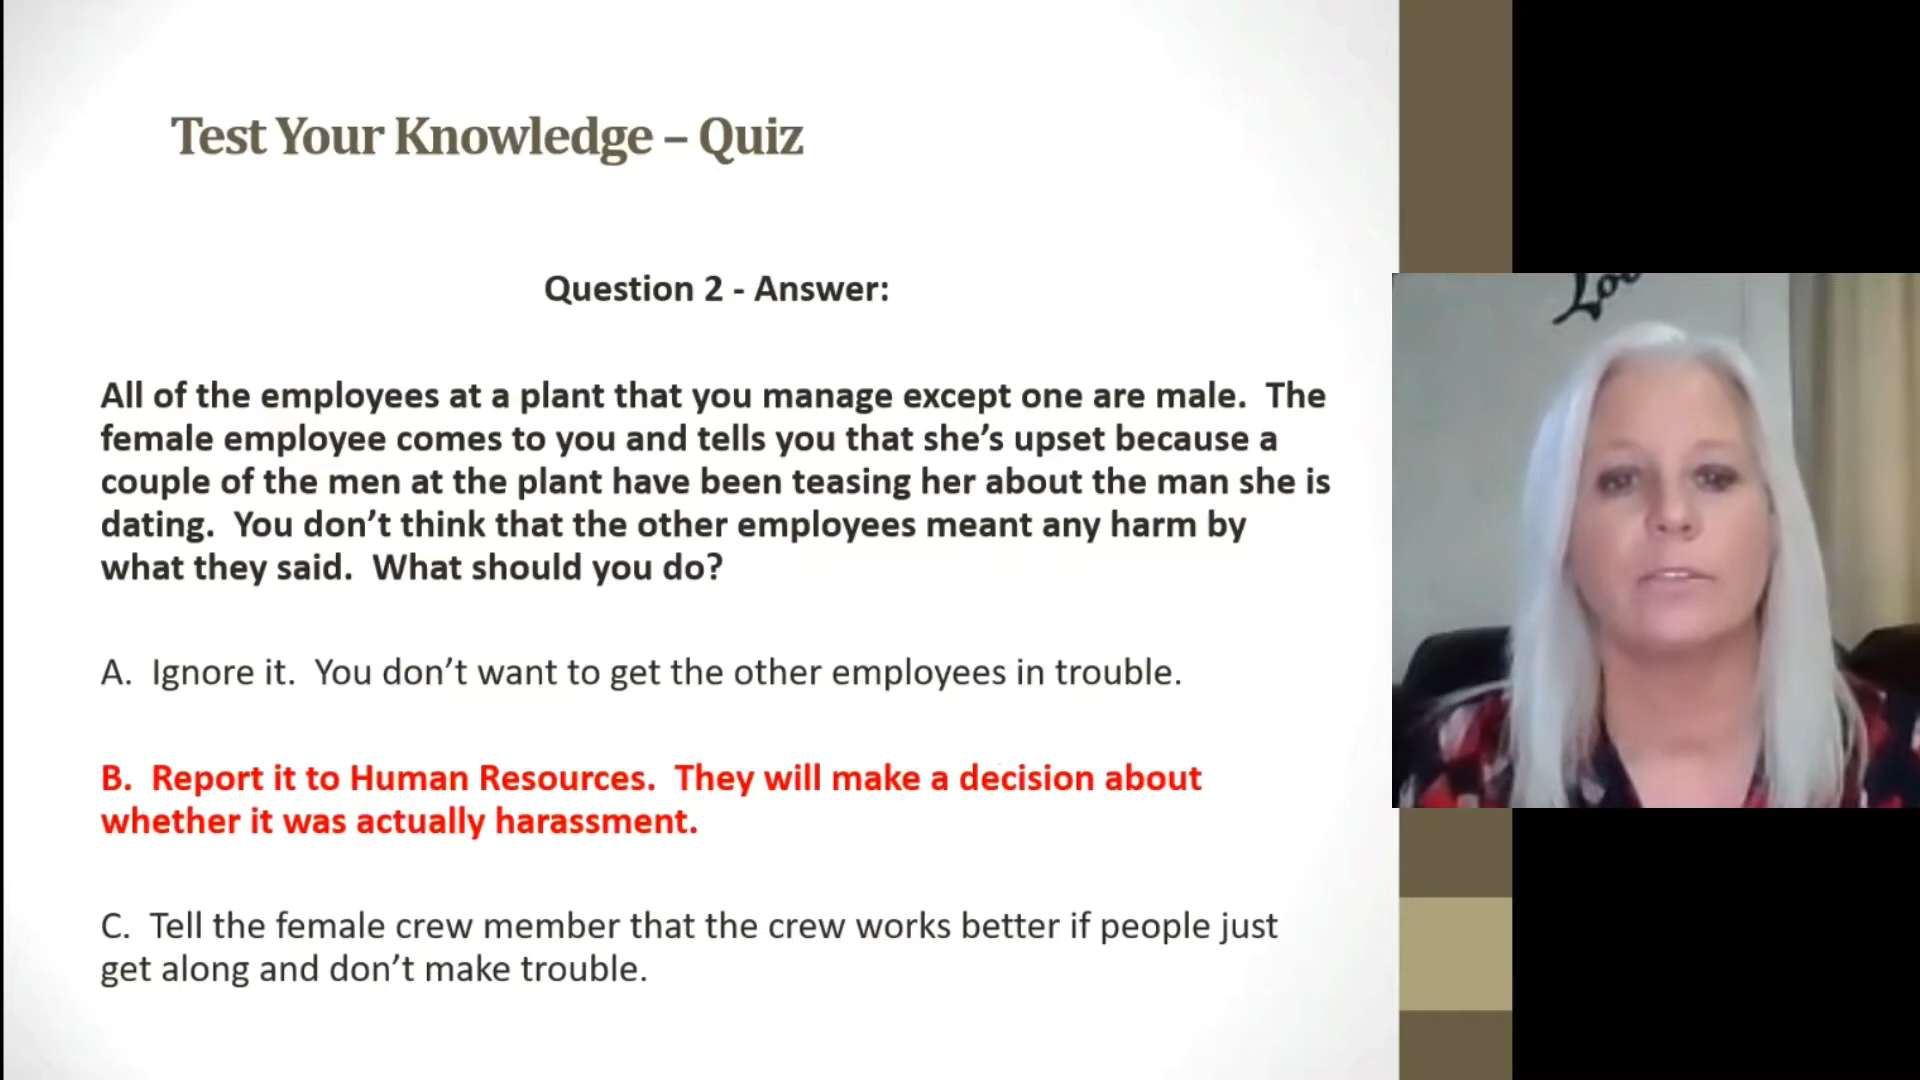 Test Your Knowledge – Quiz
Question 2 - Answer:
All of the employees at a plant that you manage except one are male.  The
female employee comes to you and tells you that she’s upset because a
couple of the men at the plant have been teasing her about the man she is
dating.  You don’t think that the other employees meant any harm by
what they said.  What should you do?
A.  Ignore it.  You don’t want to get the other employees in trouble.
B.  Report it to Human Resources.  They will make a decision about
whether it was actually harassment.
C.  Tell the female crew member that the crew works better if people just
get along and don’t make trouble.